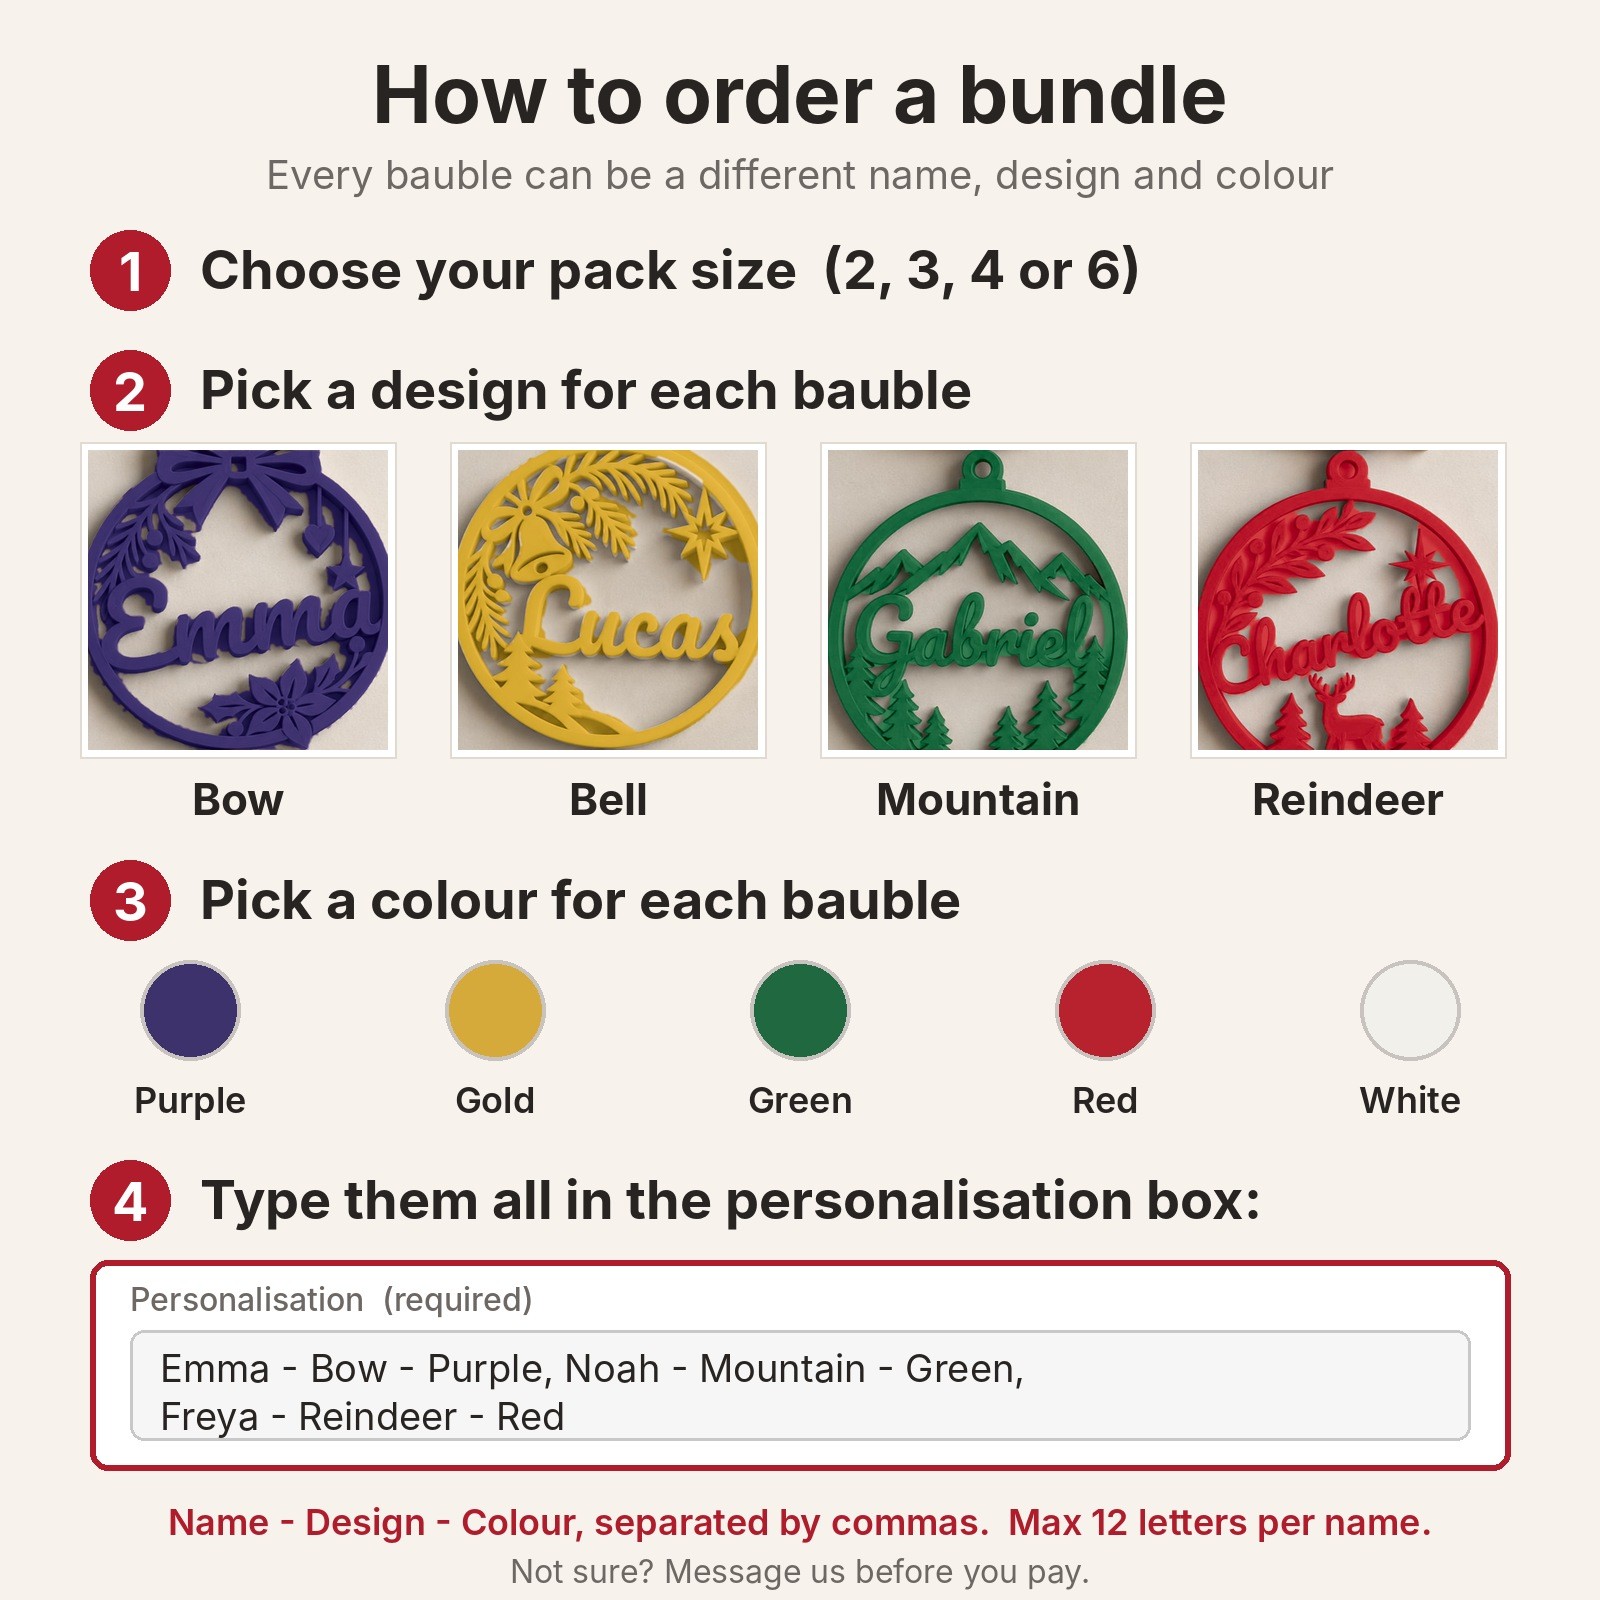 How to order a bundle
Every bauble can be a different name, design and colour
1 Choose your pack size (2, 3, 4 or 6)
2 Pick a design for each bauble
Emma Lucas Gabriel Charlotte
Bow Bell Mountain Reindeer
3 Pick a colour for each bauble
Purple Gold Green Red White
4 Type them all in the personalisation box:
Personalisation (required)
Emma - Bow - Purple, Noah - Mountain - Green,
Freya - Reindeer - Red
Name - Design - Colour, separated by commas. Max 12 letters per name.
Not sure? Message us before you pay.